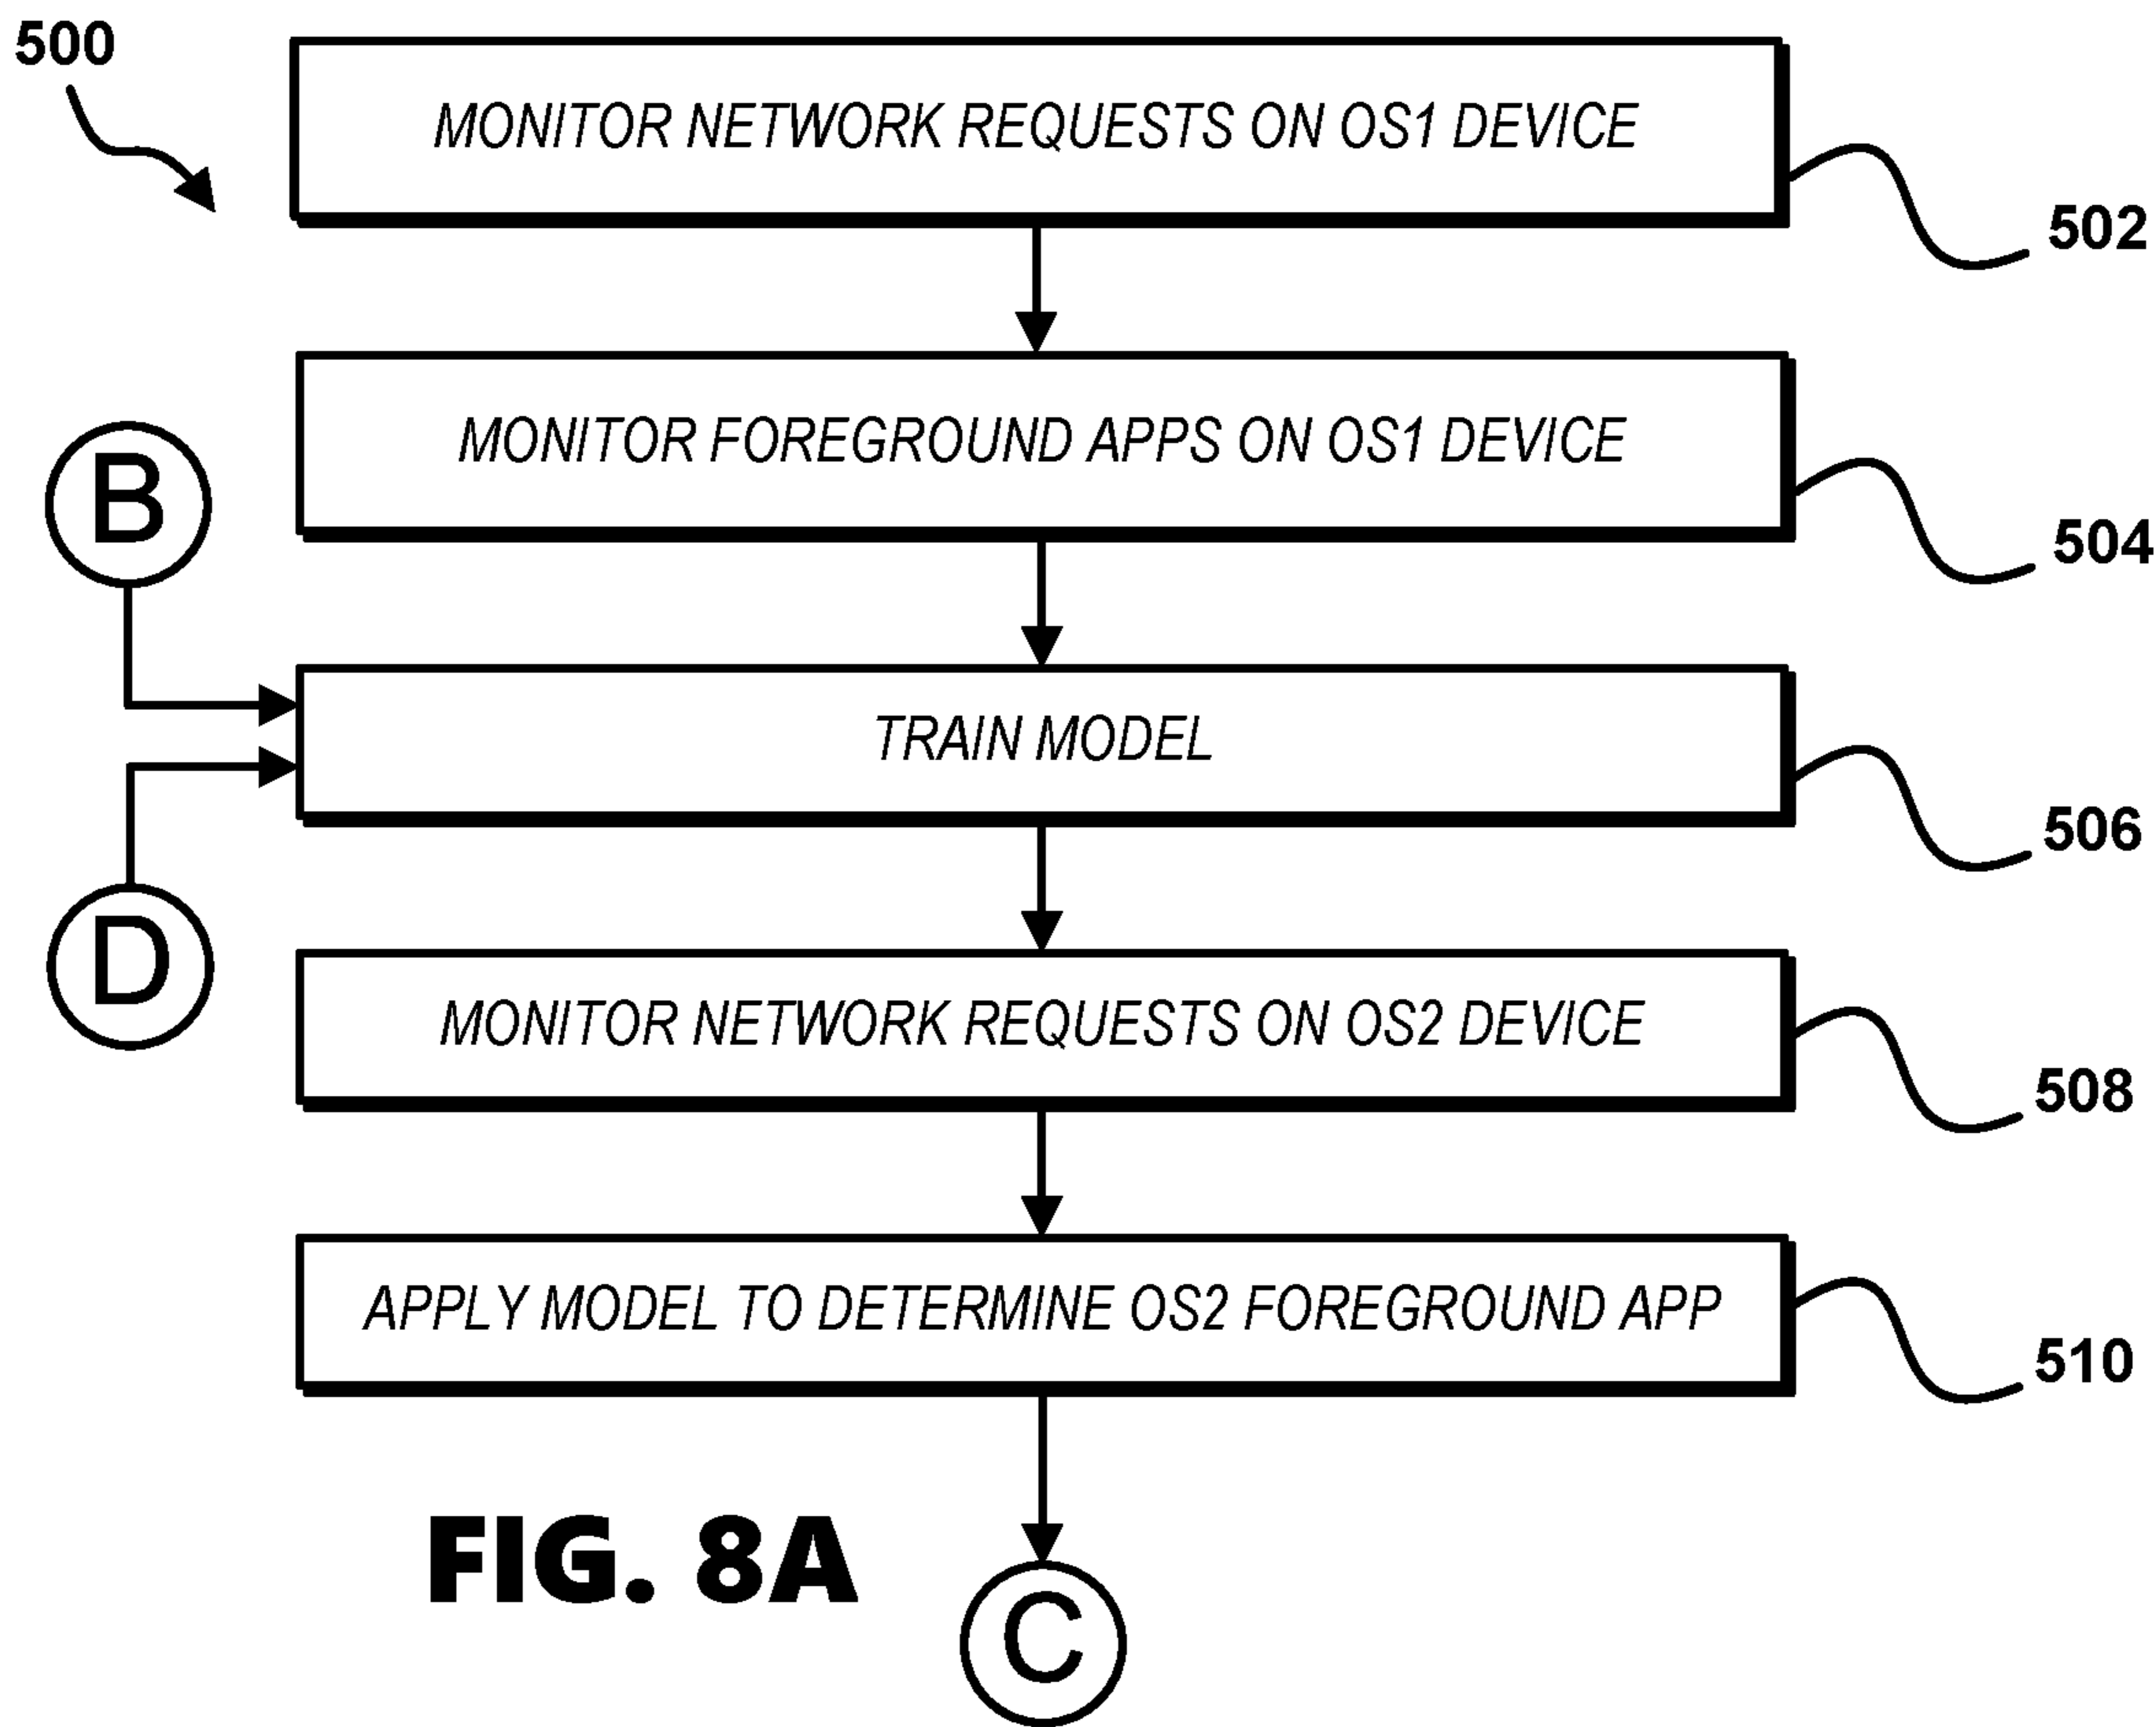 500
MONITOR NETWORK REQUESTS ON OS1 DEVICE
502
MONITOR FOREGROUND APPS ON OS1 DEVICE
504
B
TRAIN MODEL
506
D
MONITOR NETWORK REQUESTS ON OS2 DEVICE
508
APPLY MODEL TO DETERMINE OS2 FOREGROUND APP
510
FIG. 8A
C